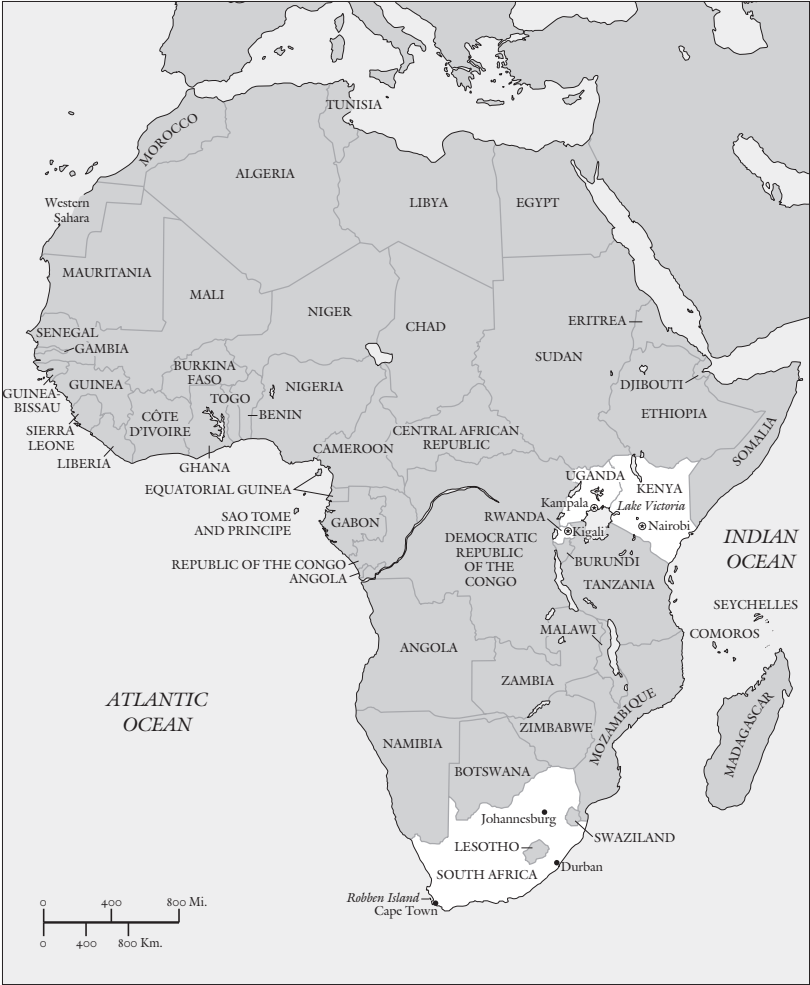 TUNISIA
MOROCCO
ALGERIA
LIBYA
EGYPT
Western
Sahara
MAURITANIA
MALI
NIGER
CHAD
ERITREA
SUDAN
SENEGAL
GAMBIA
GUINEA
BURKINA
FASO
NIGERIA
DJIBOUTI
GUINEA-
BISSAU
TOGO
BENIN
ETHIOPIA
CÔTE
D'IVOIRE
SIERRA
LEONE
CENTRAL AFRICAN
REPUBLIC
SOMALIA
CAMEROON
LIBERIA
GHANA
UGANDA
KENYA
EQUATORIAL GUINEA
Kampala
Lake Victoria
SAO TOME
AND PRINCIPE
GABON
RWANDA
Nairobi
Kigali
DEMOCRATIC
REPUBLIC
OF THE
CONGO
INDIAN
OCEAN
REPUBLIC OF THE CONGO
ANGOLA
BURUNDI
TANZANIA
SEYCHELLES
COMOROS
MALAWI
ANGOLA
ZAMBIA
ATLANTIC
OCEAN
MOZAMBIQUE
MADAGASCAR
ZIMBABWE
NAMIBIA
BOTSWANA
Johannesburg
SWAZILAND
LESOTHO
Durban
SOUTH AFRICA
Robben Island
Cape Town
0 400 800 Mi.
0 400 800 Km.